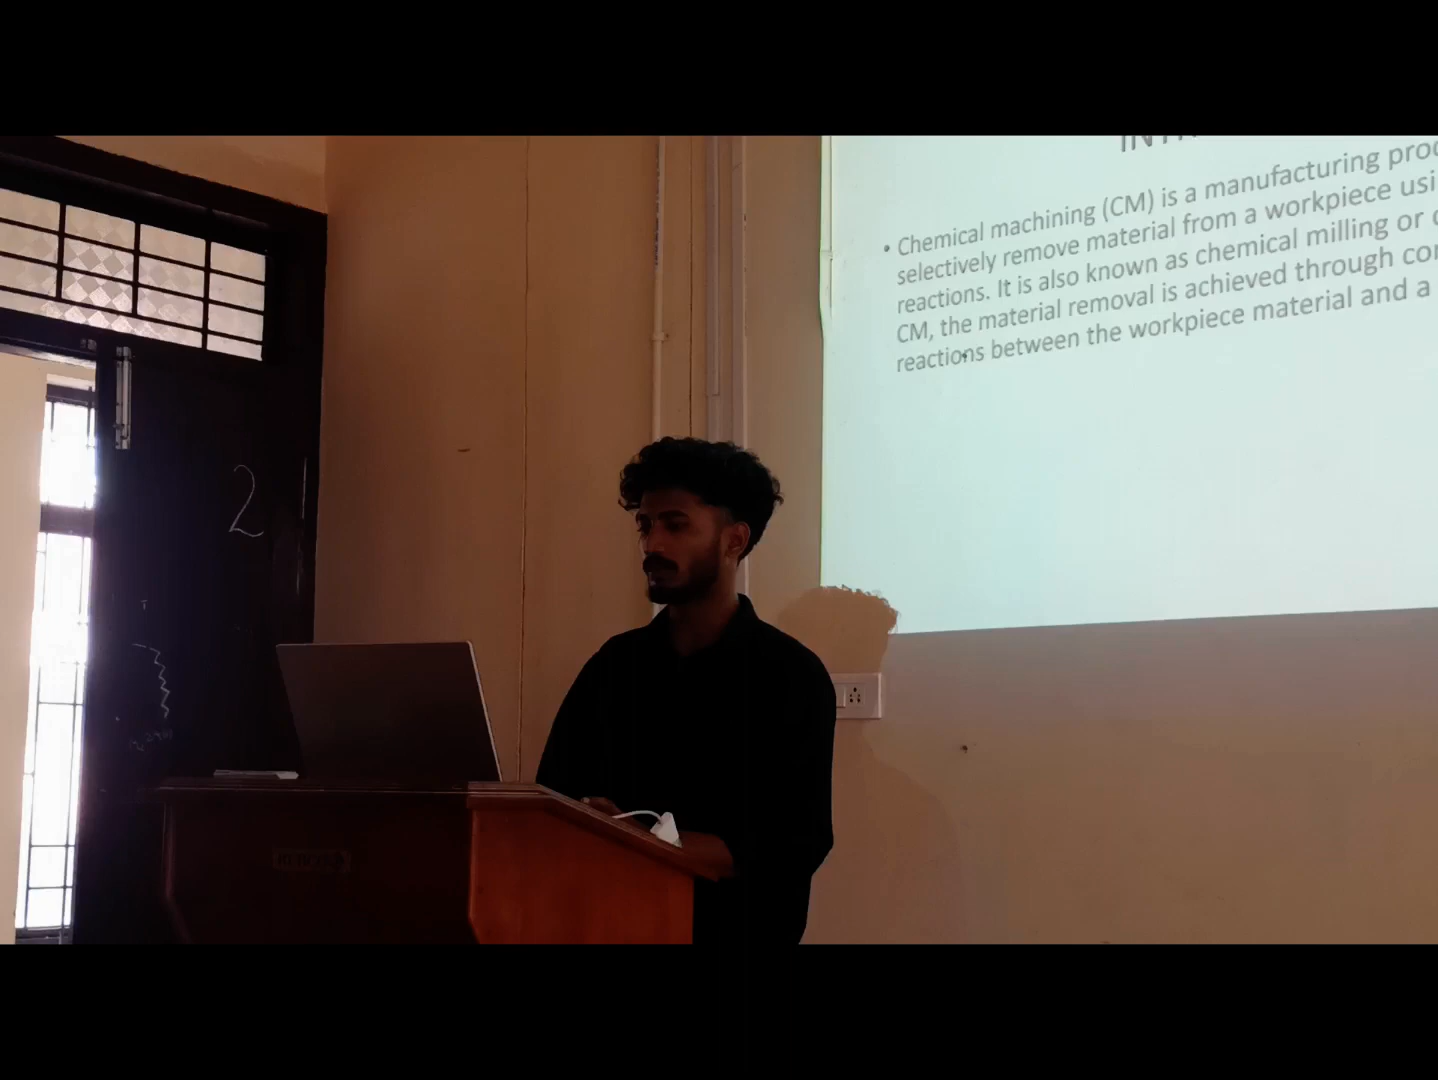 • Chemical machining (CM) is a manufacturing
selectively remove material from a workpiece
reactions. It is also known as chemical milling or
CM, the material removal is achieved through
reactions between the workpiece material and a
2